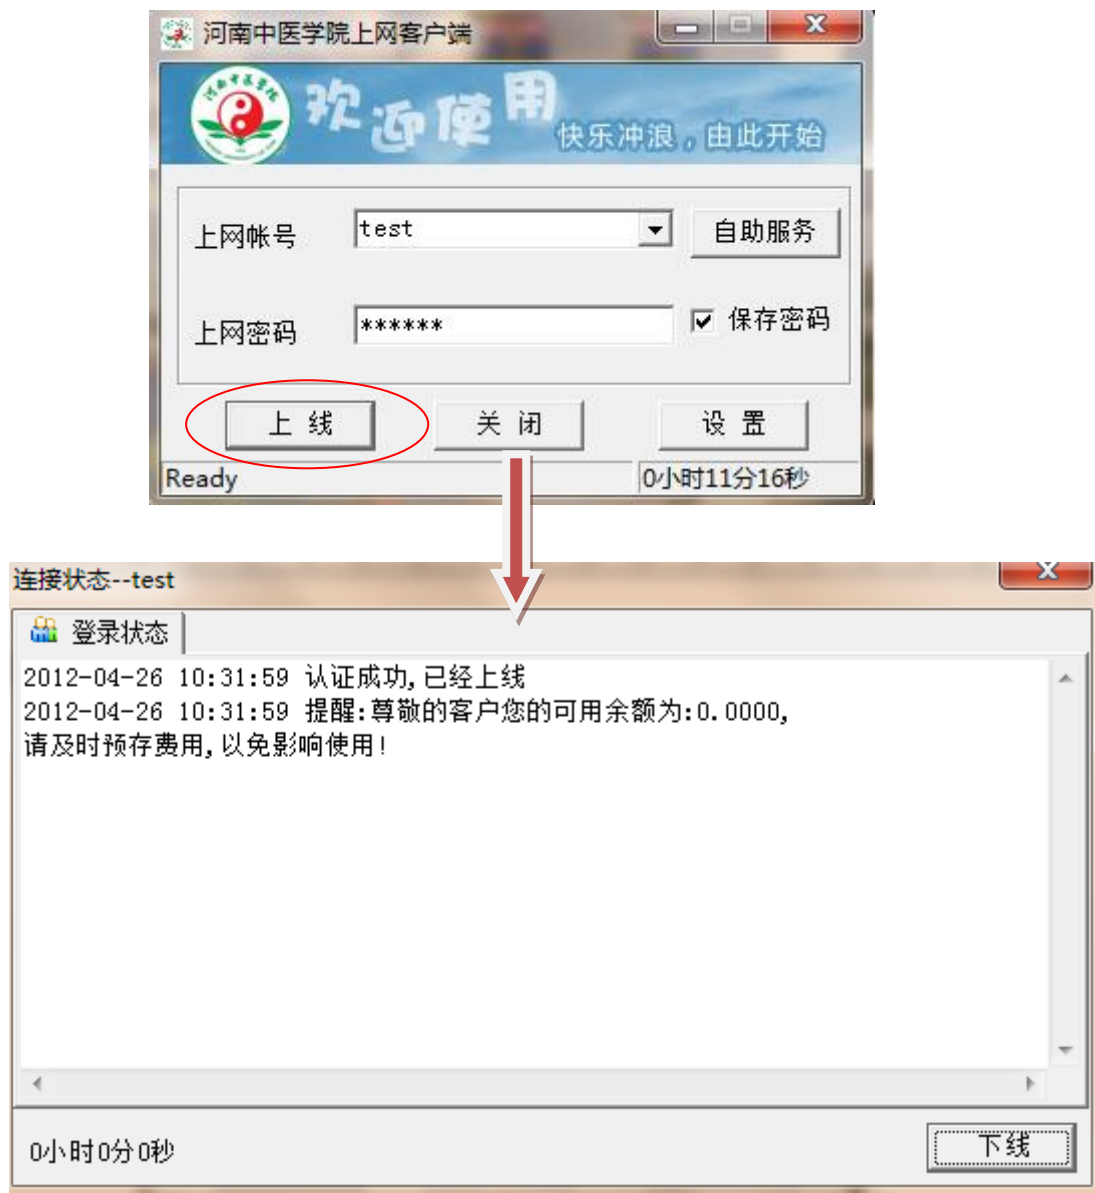 河南中医学院上网客户端
河南中医学院
欢迎使用
快乐冲浪，由此开始
上网帐号
test
自助服务
上网密码
******
保存密码
上线
关闭
设置
Ready
0小时11分16秒
连接状态--test
登录状态
2012-04-26 10:31:59 认证成功,已经上线
2012-04-26 10:31:59 提醒:尊敬的客户您的可用余额为:0.0000,
请及时预存费用,以免影响使用!
0小时0分0秒
下线